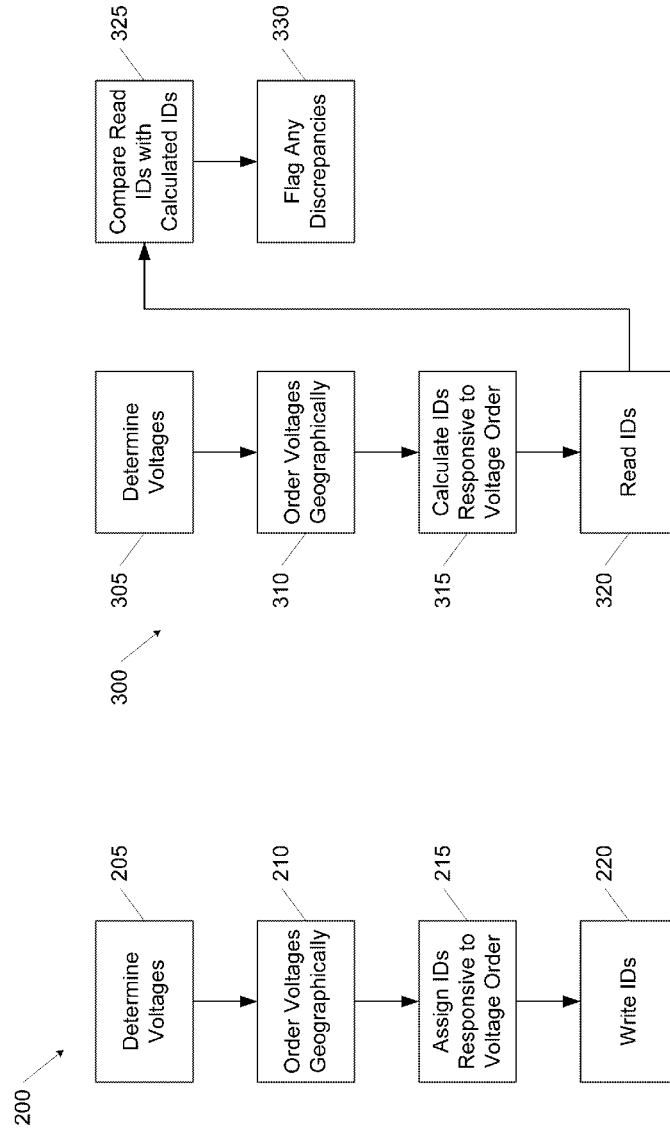 200
205
Determine
Voltages
210
Order Voltages
Geographically
215
Assign IDs
Responsive to
Voltage Order
220
Write IDs
300
305
Determine
Voltages
310
Order Voltages
Geographically
315
Calculate IDs
Responsive to
Voltage Order
320
Read IDs
325
Compare Read
IDs with
Calculated IDs
330
Flag Any
Discrepancies